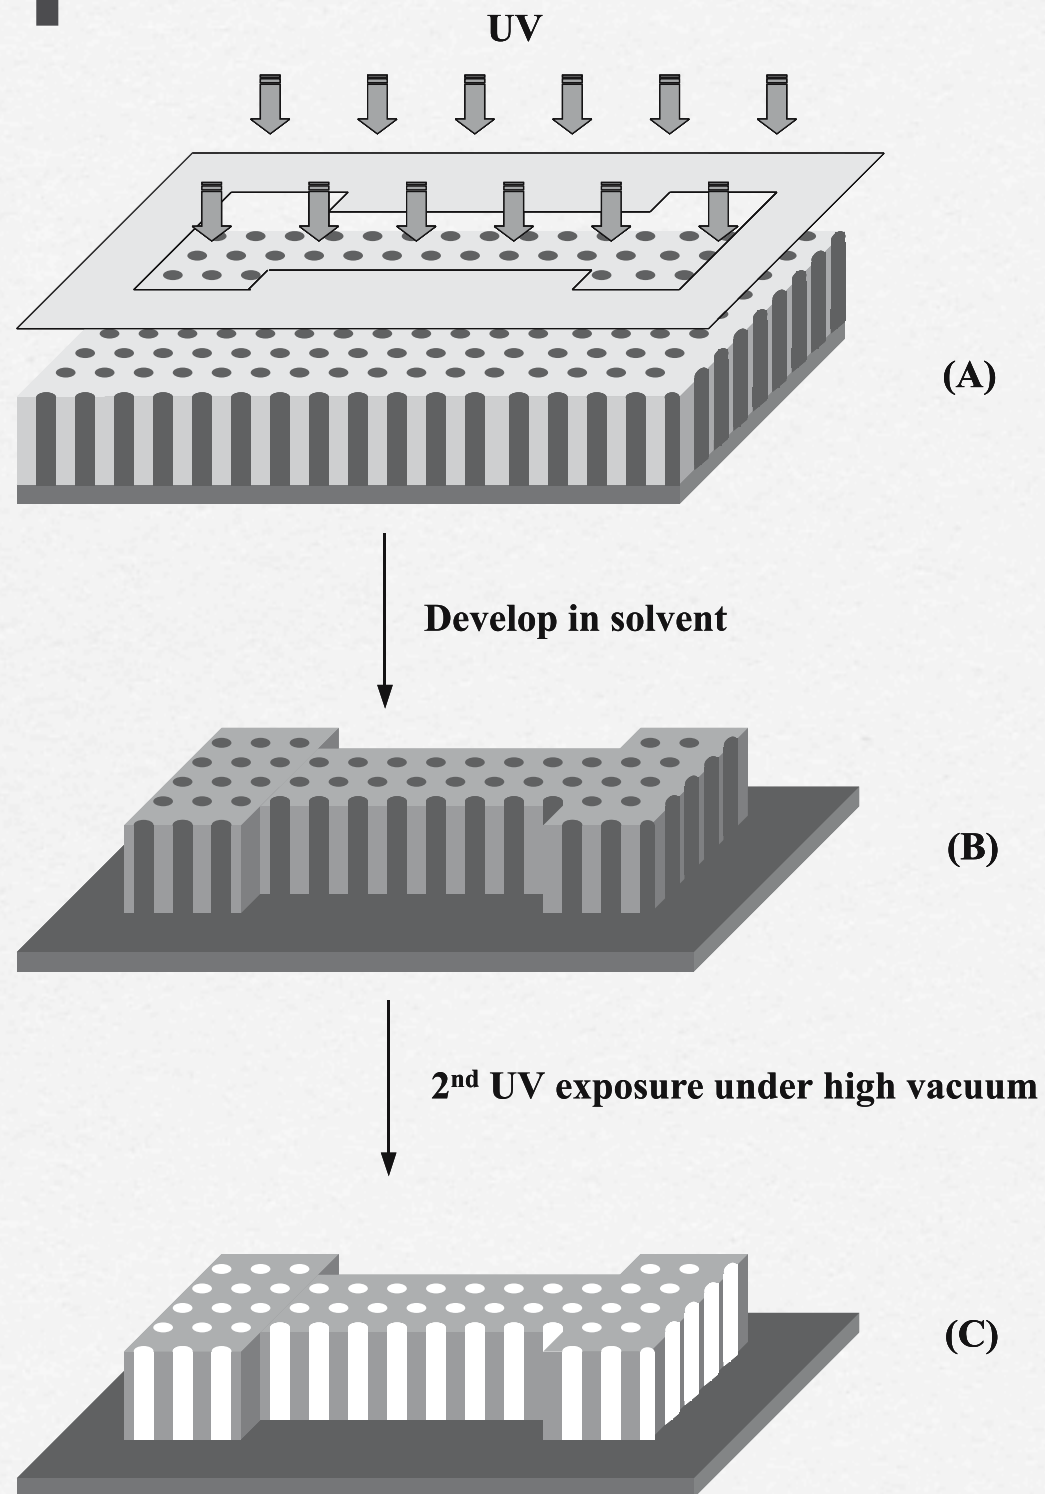 UV
(A)
Develop in solvent
(B)
2nd UV exposure under high vacuum
(C)